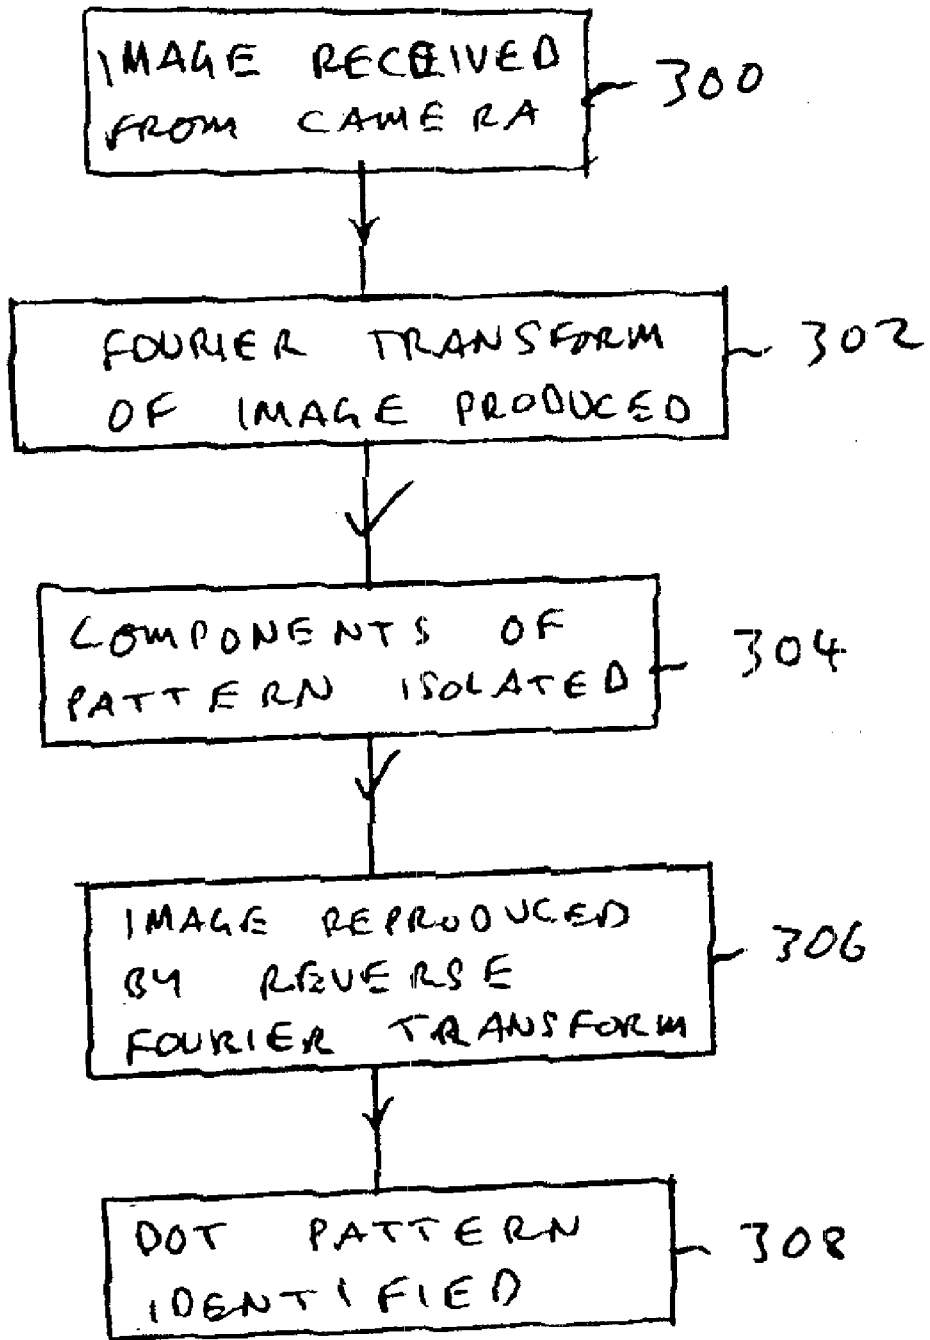 IMAGE RECEIVED
FROM CAMERA
300
FOURIER TRANSFORM
OF IMAGE PRODUCED
302
COMPONENTS OF
PATTERN ISOLATED
304
IMAGE REPRODUCED
BY REVERSE
FOURIER TRANSFORM
306
DOT PATTERN
IDENTIFIED
308